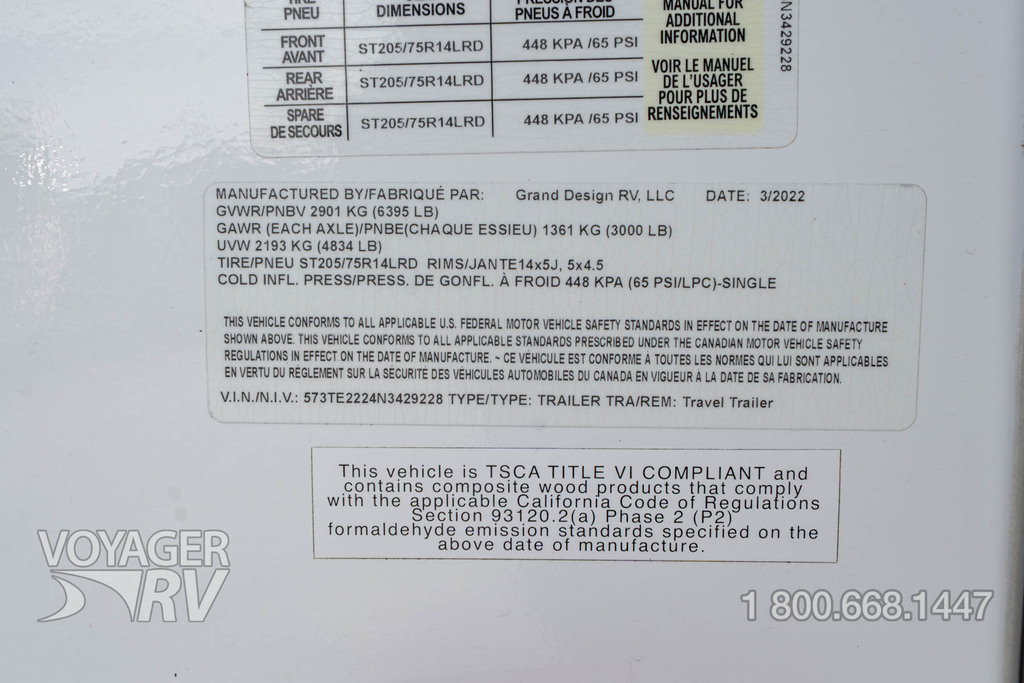 TIRE
PNEU
DIMENSIONS
PNEUS À FROID
MANUAL FOR
ADDITIONAL
INFORMATION
FRONT
AVANT
ST205/75R14LRD
448 KPA /65 PSI
REAR
ARRIÈRE
ST205/75R14LRD
448 KPA /65 PSI
SPARE
DE SECOURS
ST205/75R14LRD
448 KPA /65 PSI
VOIR LE MANUEL
DE L'USAGER
POUR PLUS DE
RENSEIGNEMENTS
N3429228
MANUFACTURED BY/FABRIQUÉ PAR: Grand Design RV, LLC DATE: 3/2022
GVWR/PNBV 2901 KG (6395 LB)
GAWR (EACH AXLE)/PNBE(CHAQUE ESSIEU) 1361 KG (3000 LB)
UVW 2193 KG (4834 LB)
TIRE/PNEU ST205/75R14LRD RIMS/JANTE14x5J, 5x4.5
COLD INFL. PRESS/PRESS. DE GONFL. À FROID 448 KPA (65 PSI/LPC)-SINGLE
THIS VEHICLE CONFORMS TO ALL APPLICABLE U.S. FEDERAL MOTOR VEHICLE SAFETY STANDARDS IN EFFECT ON THE DATE OF MANUFACTURE
SHOWN ABOVE. THIS VEHICLE CONFORMS TO ALL APPLICABLE STANDARDS PRESCRIBED UNDER THE CANADIAN MOTOR VEHICLE SAFETY
REGULATIONS IN EFFECT ON THE DATE OF MANUFACTURE. ~ CE VÉHICULE EST CONFORME À TOUTES LES NORMES QUI LUI SONT APPLICABLES
EN VERTU DU RÈGLEMENT SUR LA SÉCURITÉ DES VÉHICULES AUTOMOBILES DU CANADA EN VIGUEUR À LA DATE DE SA FABRICATION.
V.I.N./N.I.V.: 573TE2224N3429228 TYPE/TYPE: TRAILER TRA/REM: Travel Trailer
This vehicle is TSCA TITLE VI COMPLIANT and
contains composite wood products that comply
with the applicable California Code of Regulations
Section 93120.2(a) Phase 2 (P2)
formaldehyde emission standards specified on the
above date of manufacture.
VOYAGER
RV
1 800.668.1447